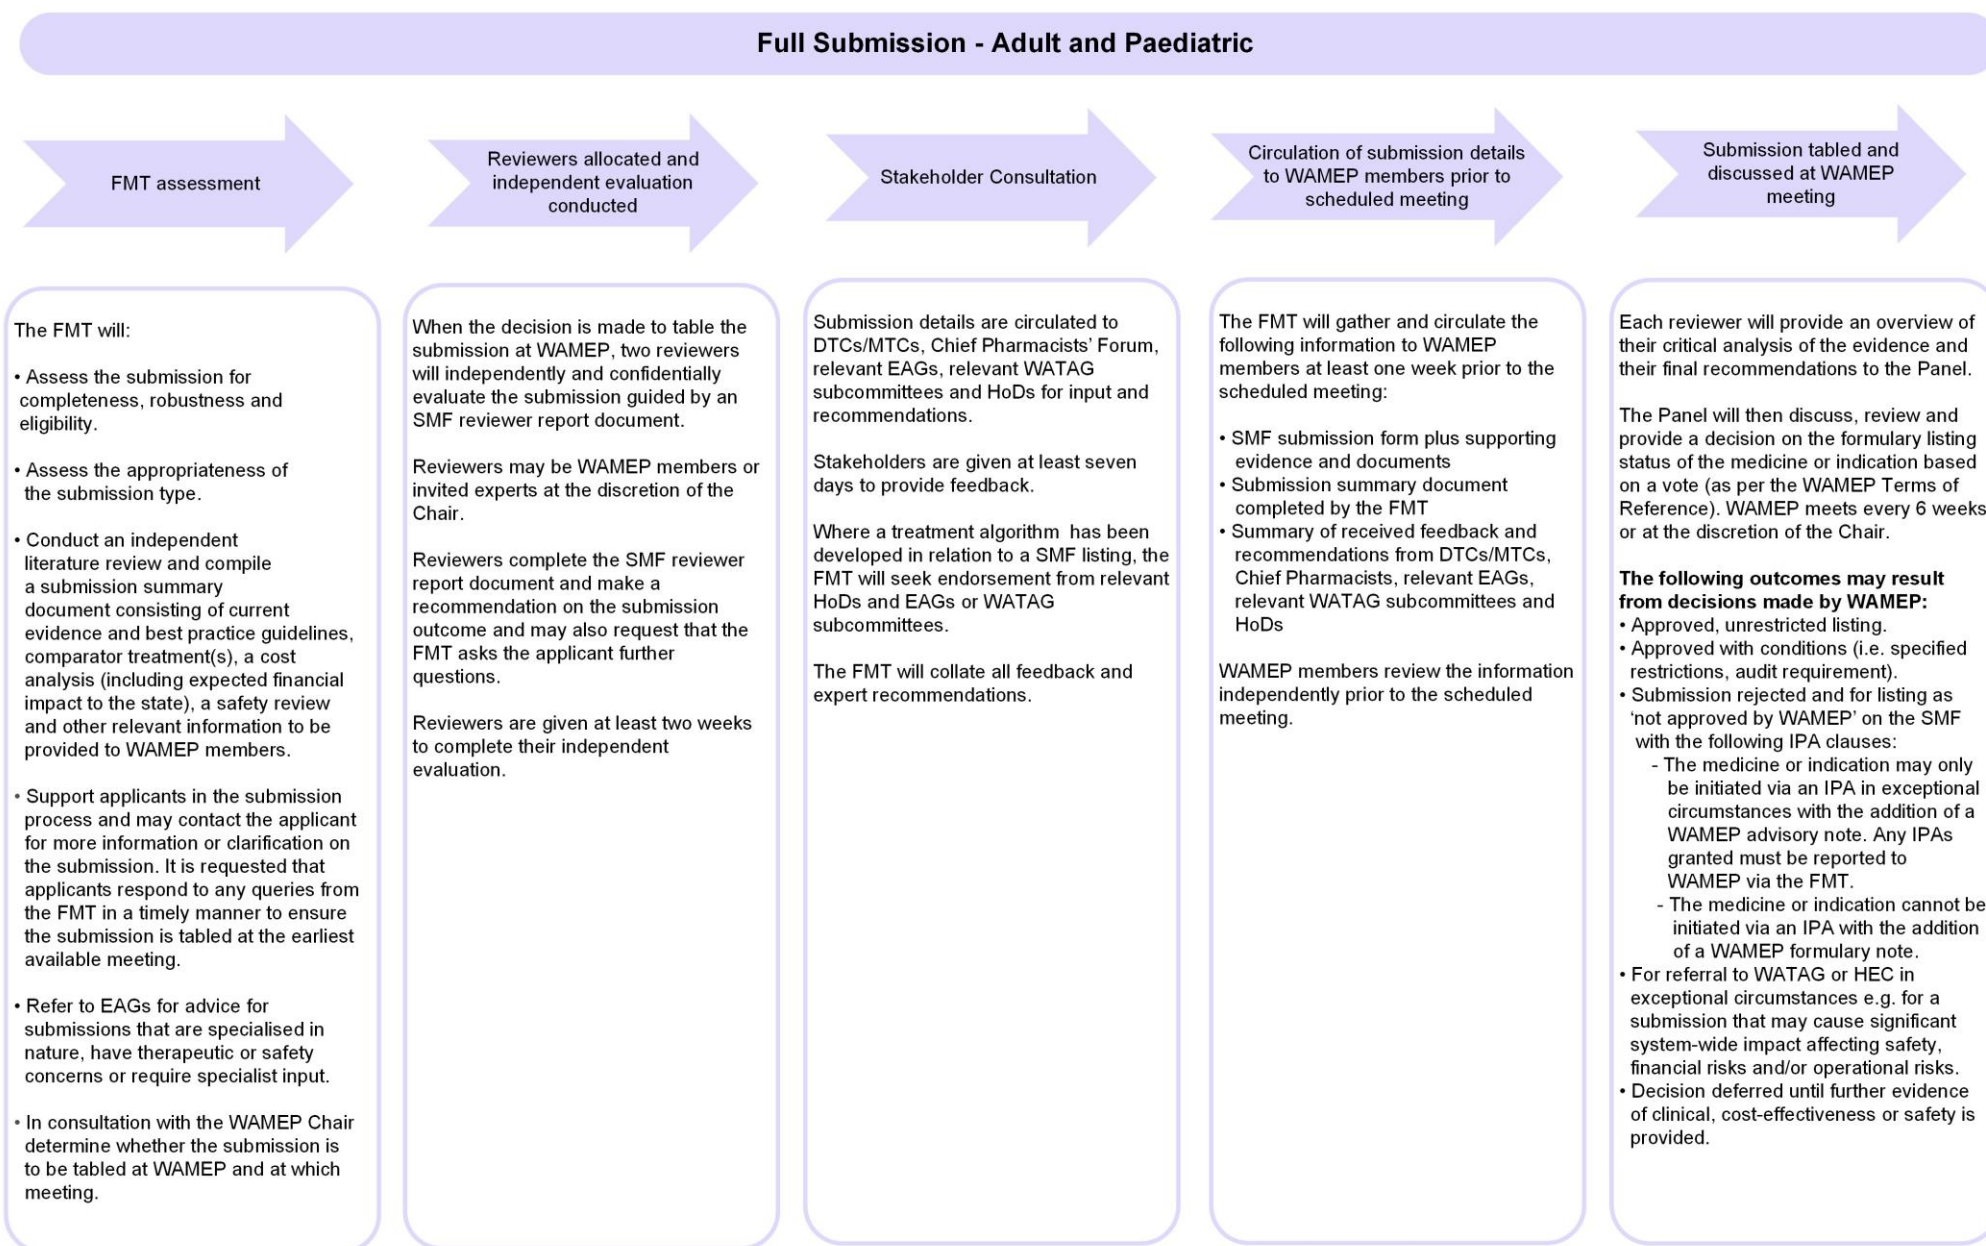 Full Submission - Adult and Paediatric
FMT assessment
Reviewers allocated and
independent evaluation
conducted
Stakeholder Consultation
Circulation of submission details
to WAMEP members prior to
scheduled meeting
Submission tabled and
discussed at WAMEP
meeting
The FMT will:
• Assess the submission for
completeness, robustness and
eligibility.
• Assess the appropriateness of
the submission type.
• Conduct an independent
literature review and compile
a submission summary
document consisting of current
evidence and best practice guidelines,
comparator treatment(s), a cost
analysis (including expected financial
impact to the state), a safety review
and other relevant information to be
provided to WAMEP members.
• Support applicants in the submission
process and may contact the applicant
for more information or clarification on
the submission. It is requested that
applicants respond to any queries from
the FMT in a timely manner to ensure
the submission is tabled at the earliest
available meeting.
• Refer to EAGs for advice for
submissions that are specialised in
nature, have therapeutic or safety
concerns or require specialist input.
• In consultation with the WAMEP Chair
determine whether the submission is
to be tabled at WAMEP and at which
meeting.
When the decision is made to table the
submission at WAMEP, two reviewers
will independently and confidentially
evaluate the submission guided by an
SMF reviewer report document.
Reviewers may be WAMEP members or
invited experts at the discretion of the
Chair.
Reviewers complete the SMF reviewer
report document and make a
recommendation on the submission
outcome and may also request that the
FMT asks the applicant further
questions.
Reviewers are given at least two weeks
to complete their independent
evaluation.
Submission details are circulated to
DTCs/MTCs, Chief Pharmacists' Forum,
relevant EAGs, relevant WATAG
subcommittees and HoDs for input and
recommendations.
Stakeholders are given at least seven
days to provide feedback.
Where a treatment algorithm has been
developed in relation to a SMF listing, the
FMT will seek endorsement from relevant
HoDs and EAGs or WATAG
subcommittees.
The FMT will collate all feedback and
expert recommendations.
The FMT will gather and circulate the
following information to WAMEP
members at least one week prior to the
scheduled meeting:
• SMF submission form plus supporting
evidence and documents
• Submission summary document
completed by the FMT
• Summary of received feedback and
recommendations from DTCs/MTCs,
Chief Pharmacists, relevant EAGs,
relevant WATAG subcommittees and
HoDs
WAMEP members review the information
independently prior to the scheduled
meeting.
Each reviewer will provide an overview of
their critical analysis of the evidence and
their final recommendations to the Panel.
The Panel will then discuss, review and
provide a decision on the formulary listing
status of the medicine or indication based
on a vote (as per the WAMEP Terms of
Reference). WAMEP meets every 6 weeks
or at the discretion of the Chair.
The following outcomes may result
from decisions made by WAMEP:
• Approved, unrestricted listing.
• Approved with conditions (i.e. specified
restrictions, audit requirement).
• Submission rejected and for listing as
'not approved by WAMEP' on the SMF
with the following IPA clauses:
- The medicine or indication may only
be initiated via an IPA in exceptional
circumstances with the addition of a
WAMEP advisory note. Any IPAs
granted must be reported to
WAMEP via the FMT.
- The medicine or indication cannot be
initiated via an IPA with the addition
of a WAMEP formulary note.
• For referral to WATAG or HEC in
exceptional circumstances e.g. for a
submission that may cause significant
system-wide impact affecting safety,
financial risks and/or operational risks.
• Decision deferred until further evidence
of clinical, cost-effectiveness or safety is
provided.